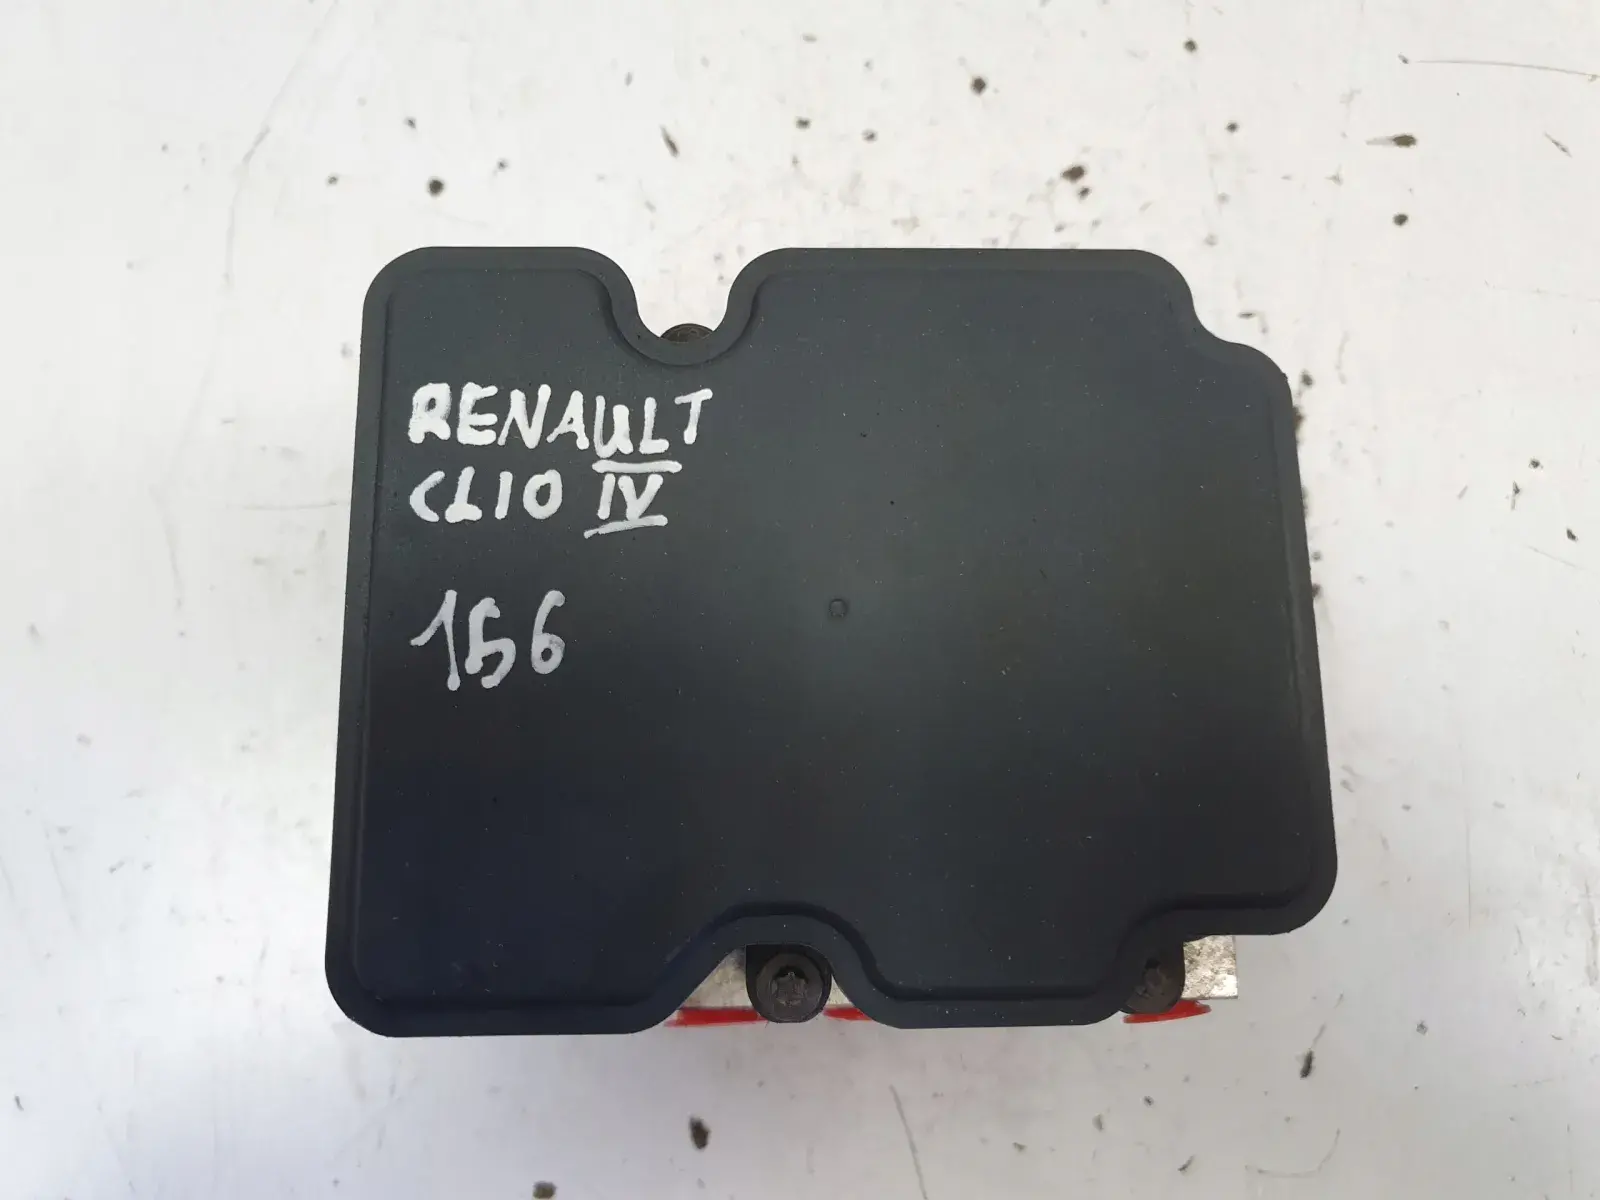 RENAULT
CLIO IV
156